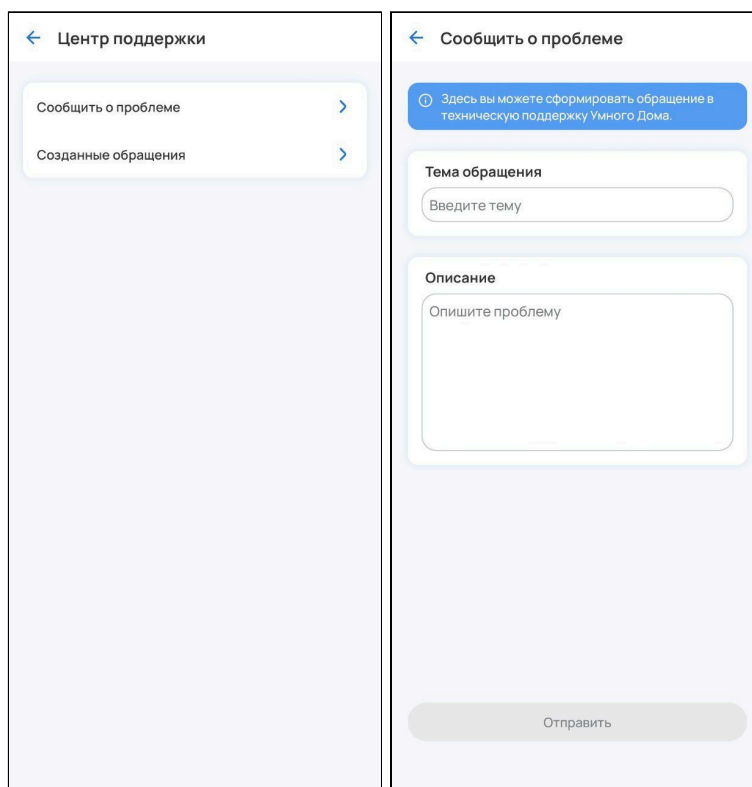 Центр поддержки
Сообщить о проблеме
Созданные обращения
Сообщить о проблеме
Здесь вы можете сформировать обращение в
техническую поддержку Умного Дома.
Тема обращения
Введите тему
Описание
Опишите проблему
Отправить